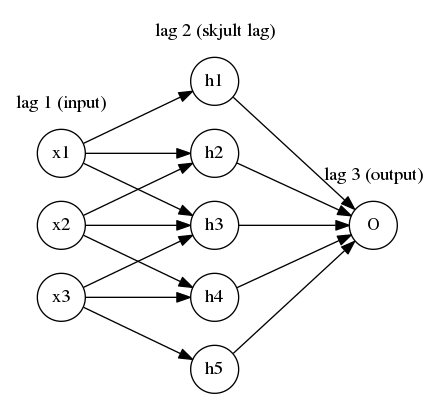 lag 2 (skjult lag)
h1
lag 1 (input)
x1
h2
lag 3 (output)
x2
h3
O
x3
h4
h5